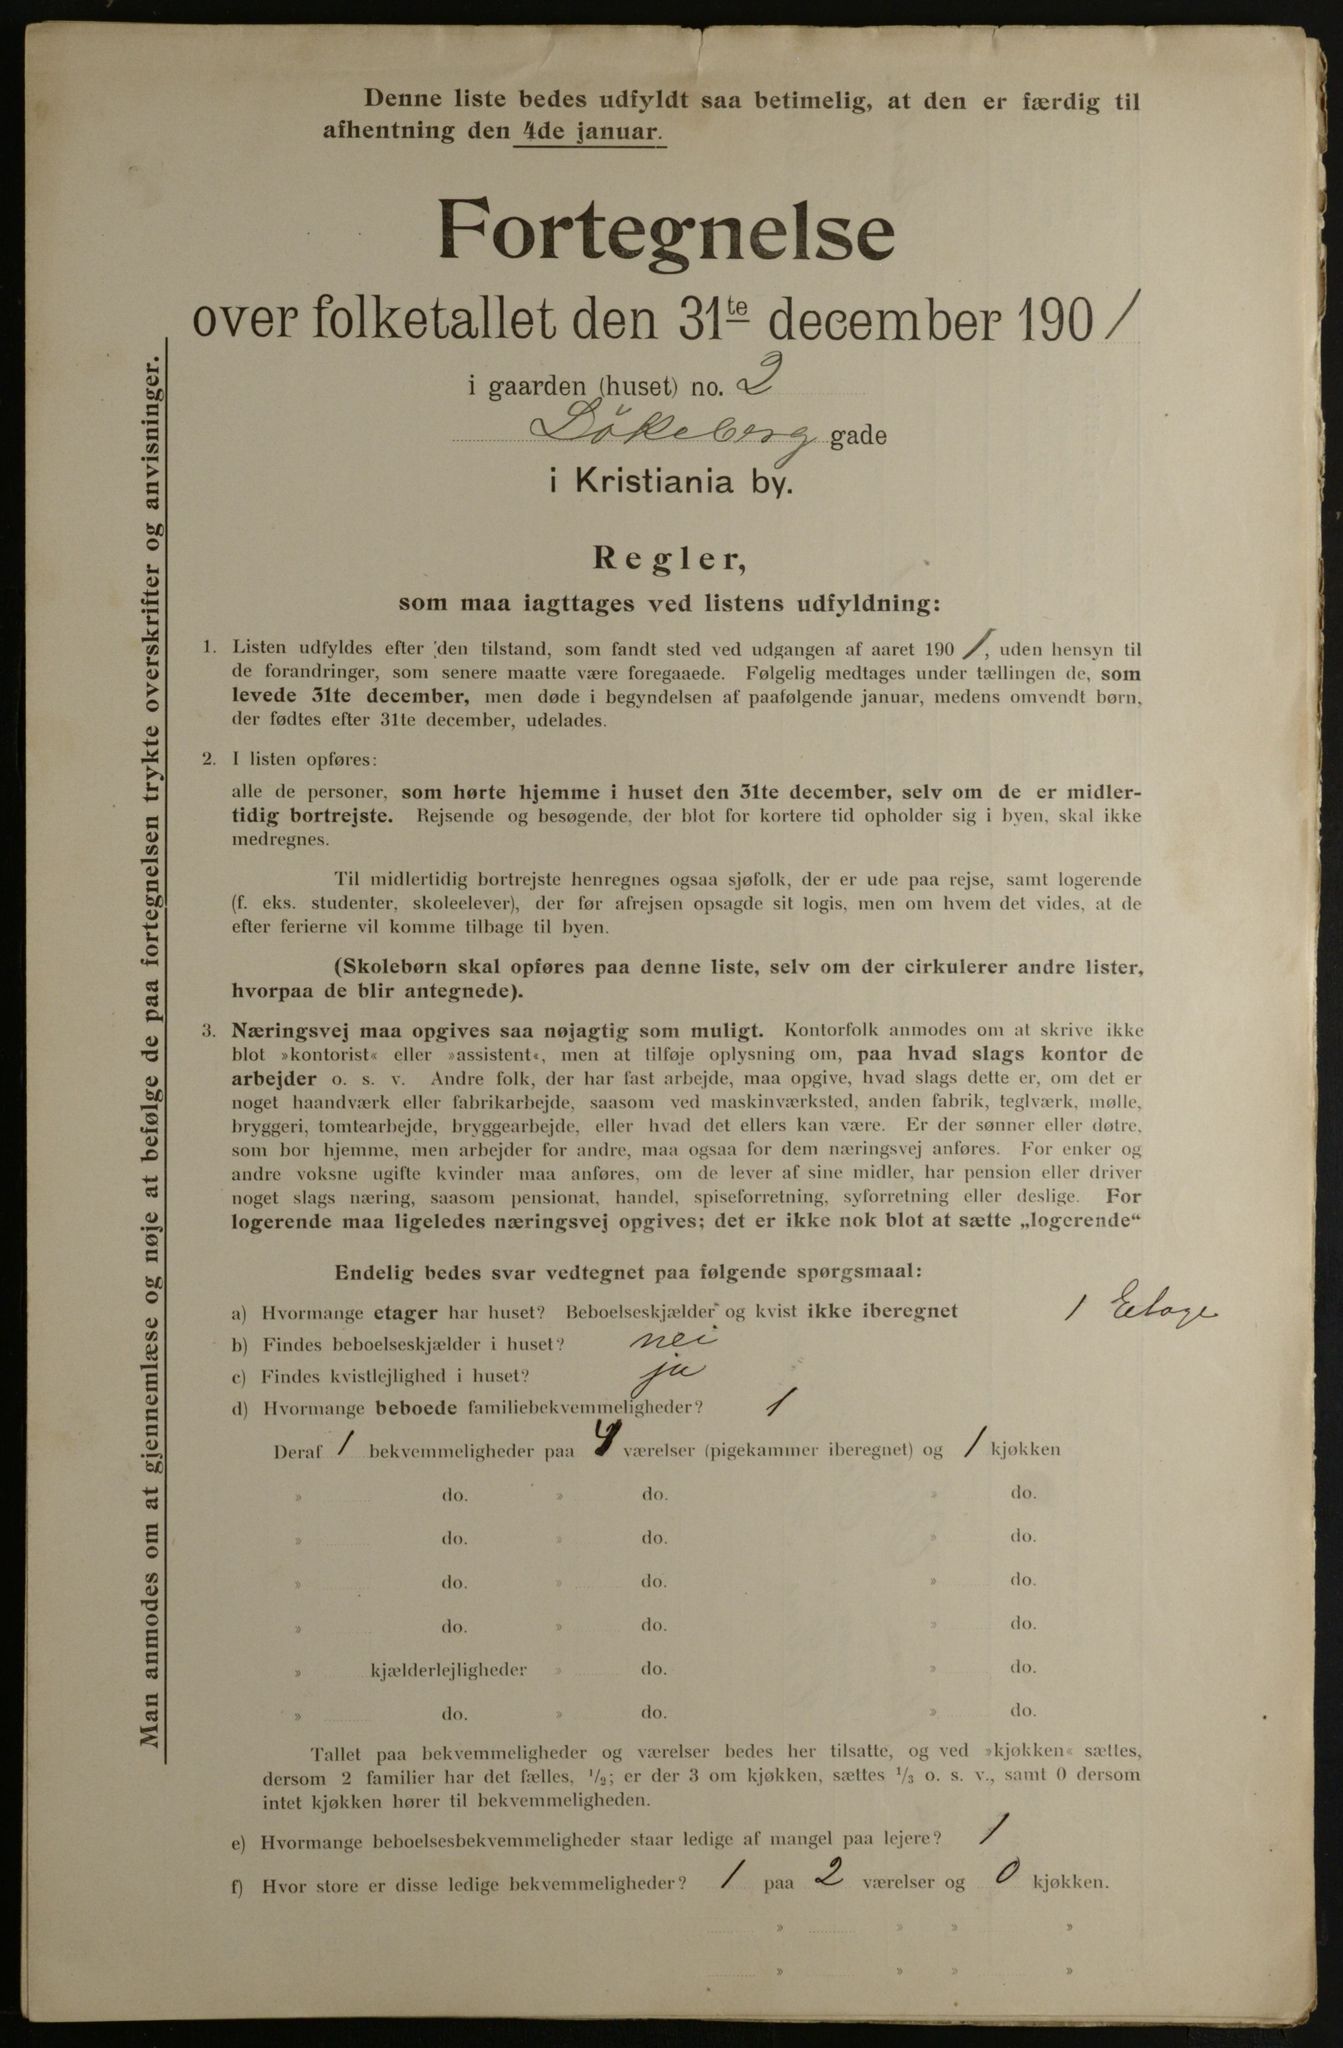 Denne liste bedes udfyldt saa betimelig, at den er færdig til
afhentning den 4de januar.
Fortegnelse
over folketallet den 31te december 1901
i gaarden (huset) no. 2
Lökeberg gade
i Kristiania by.
Regler,
som maa iagttages ved listens udfyldning:
1. Listen udfyldes efter den tilstand, som fandt sted ved udgangen af aaret 1901, uden hensyn til
de forandringer, som senere maatte være foregaaede. Følgelig medtages under tællingen de, som
levede 31te december, men døde i begyndelsen af paafølgende januar, medens omvendt børn,
der fødtes efter 31te december, udelades.
2. I listen opføres:
alle de personer, som hørte hjemme i huset den 31te december, selv om de er midler-
tidig bortrejste. Rejsende og besøgende, der blot for kortere tid opholder sig i byen, skal ikke
medregnes.
Til midlertidig bortrejste henregnes ogsaa sjøfolk, der er ude paa rejse, samt logerende
(f. eks. studenter, skoleelever), der før afrejsen opsagde sit logis, men om hvem det vides, at de
efter ferierne vil komme tilbage til byen.
(Skolebørn skal opføres paa denne liste, selv om der cirkulerer andre lister,
hvorpaa de blir antegnede).
3. Næringsvej maa opgives saa nøjagtig som muligt. Kontorfolk anmodes om at skrive ikke
blot »kontorist« eller »assistent«, men at tilføje oplysning om, paa hvad slags kontor de
arbejder o. s. v. Andre folk, der har fast arbejde, maa opgive, hvad slags dette er, om det er
noget haandværk eller fabrikarbejde, saasom ved maskinværksted, anden fabrik, teglværk, mølle,
bryggeri, tomtearbejde, bryggearbejde, eller hvad det ellers kan være. Er der sønner eller døtre,
som bor hjemme, men arbejder for andre, maa ogsaa for dem næringsvej anføres. For enker og
andre voksne ugifte kvinder maa anføres, om de lever af sine midler, har pension eller driver
noget slags næring, saasom pensionat, handel, spiseforretning, syforretning eller deslige. For
logerende maa ligeledes næringsvej opgives; det er ikke nok blot at sætte „logerende“
Endelig bedes svar vedtegnet paa følgende spørgsmaal:
a) Hvormange etager har huset? Beboelseskjælder og kvist ikke iberegnet 1 Etage
b) Findes beboelseskjælder i huset? nei
c) Findes kvistlejlighed i huset? ja
d) Hvormange beboede familiebekvemmeligheder? 1
Deraf 1 bekvemmeligheder paa 4 værelser (pigekammer iberegnet) og 1 kjøkken
» do. » do. » do.
» do. » do. » do.
» do. » do. » do.
» do. » do. » do.
» kjælderlejligheder » do. » do.
» do. » do. » do.
Tallet paa bekvemmeligheder og værelser bedes her tilsatte, og ved »kjøkken« sættes,
dersom 2 familier har det fælles, 1/2; er der 3 om kjøkken, sættes 1/3 o. s. v., samt 0 dersom
intet kjøkken hører til bekvemmeligheden.
e) Hvormange beboelsesbekvemmeligheder staar ledige af mangel paa lejere? 1
f) Hvor store er disse ledige bekvemmeligheder? 1 paa 2 værelser og 0 kjøkken.
» » » »
» » » »
Man anmodes om at gjennemlæse og nøje at befølge de paa fortegnelsen trykte overskrifter og anvisninger.